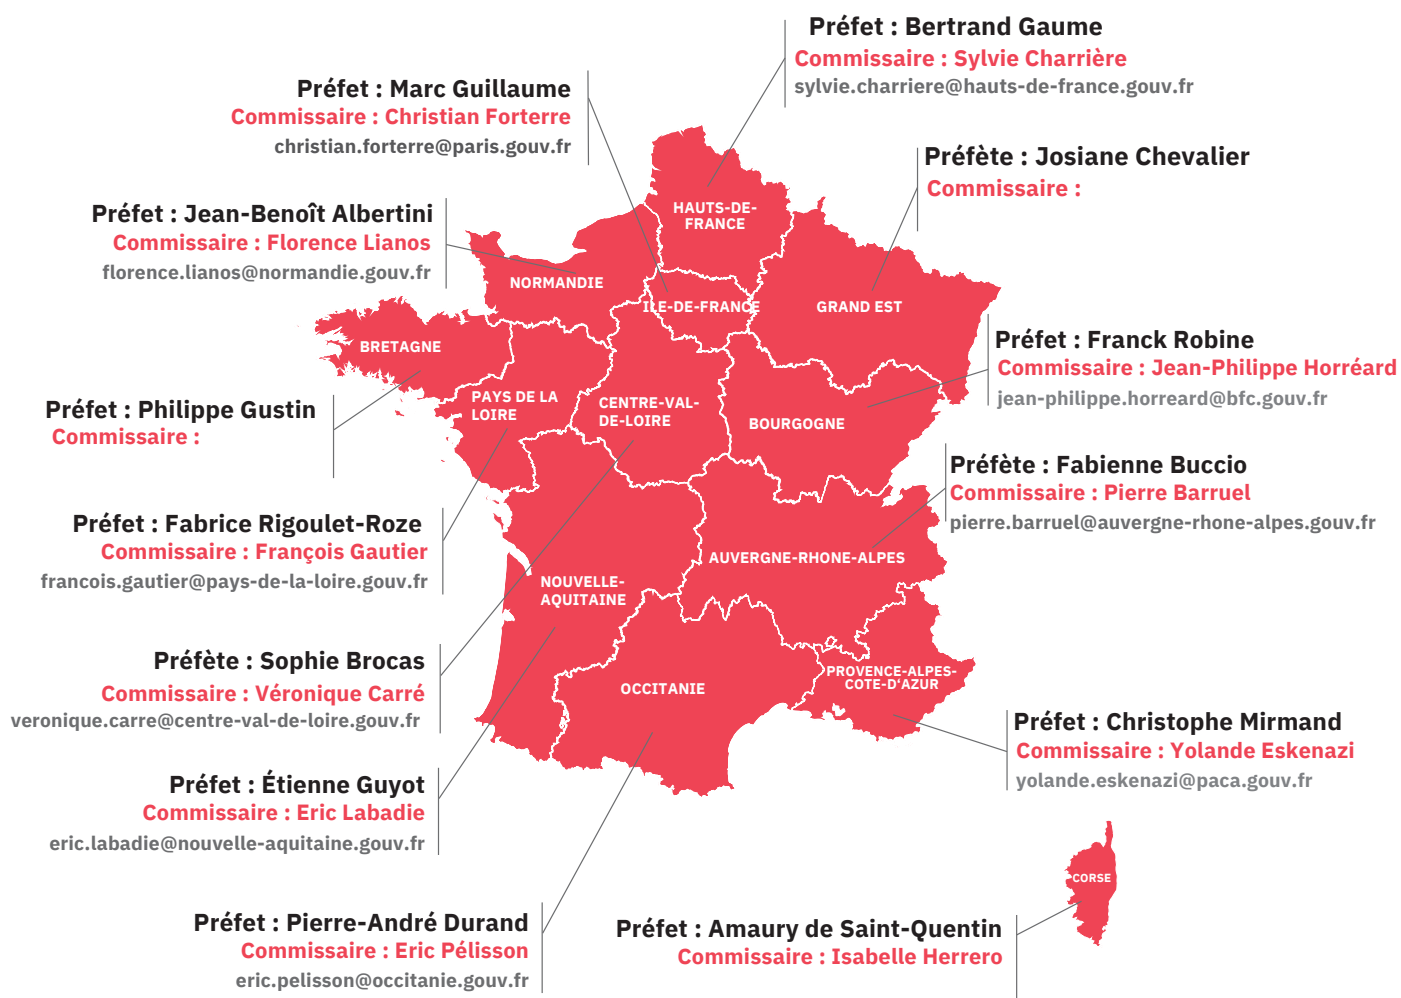 Préfet : Bertrand Gaume
Commissaire : Sylvie Charrière
sylvie.charriere@hauts-de-france.gouv.fr
Préfet : Marc Guillaume
Commissaire : Christian Forterre
christian.forterre@paris.gouv.fr
Préfète : Josiane Chevalier
Commissaire :
Préfet : Jean-Benoît Albertini
Commissaire : Florence Lianos
florence.lianos@normandie.gouv.fr
HAUTS-DE-
FRANCE
NORMANDIE
ILE-DE-FRANCE
GRAND EST
BRETAGNE
Préfet : Franck Robine
Commissaire : Jean-Philippe Horréard
jean-philippe.horreard@bfc.gouv.fr
PAYS DE LA
LOIRE
CENTRE-VAL-
DE-LOIRE
BOURGOGNE
Préfet : Philippe Gustin
Commissaire :
Préfète : Fabienne Buccio
Commissaire : Pierre Barruel
pierre.barruel@auvergne-rhone-alpes.gouv.fr
Préfet : Fabrice Rigoulet-Roze
Commissaire : François Gautier
francois.gautier@pays-de-la-loire.gouv.fr
AUVERGNE-RHONE-ALPES
NOUVELLE-
AQUITAINE
Préfète : Sophie Brocas
Commissaire : Véronique Carré
veronique.carre@centre-val-de-loire.gouv.fr
OCCITANIE
PROVENCE-ALPES-
COTE-D'AZUR
Préfet : Christophe Mirmand
Commissaire : Yolande Eskenazi
yolande.eskenazi@paca.gouv.fr
Préfet : Étienne Guyot
Commissaire : Eric Labadie
eric.labadie@nouvelle-aquitaine.gouv.fr
CORSE
Préfet : Pierre-André Durand
Commissaire : Eric Pélisson
eric.pelisson@occitanie.gouv.fr
Préfet : Amaury de Saint-Quentin
Commissaire : Isabelle Herrero